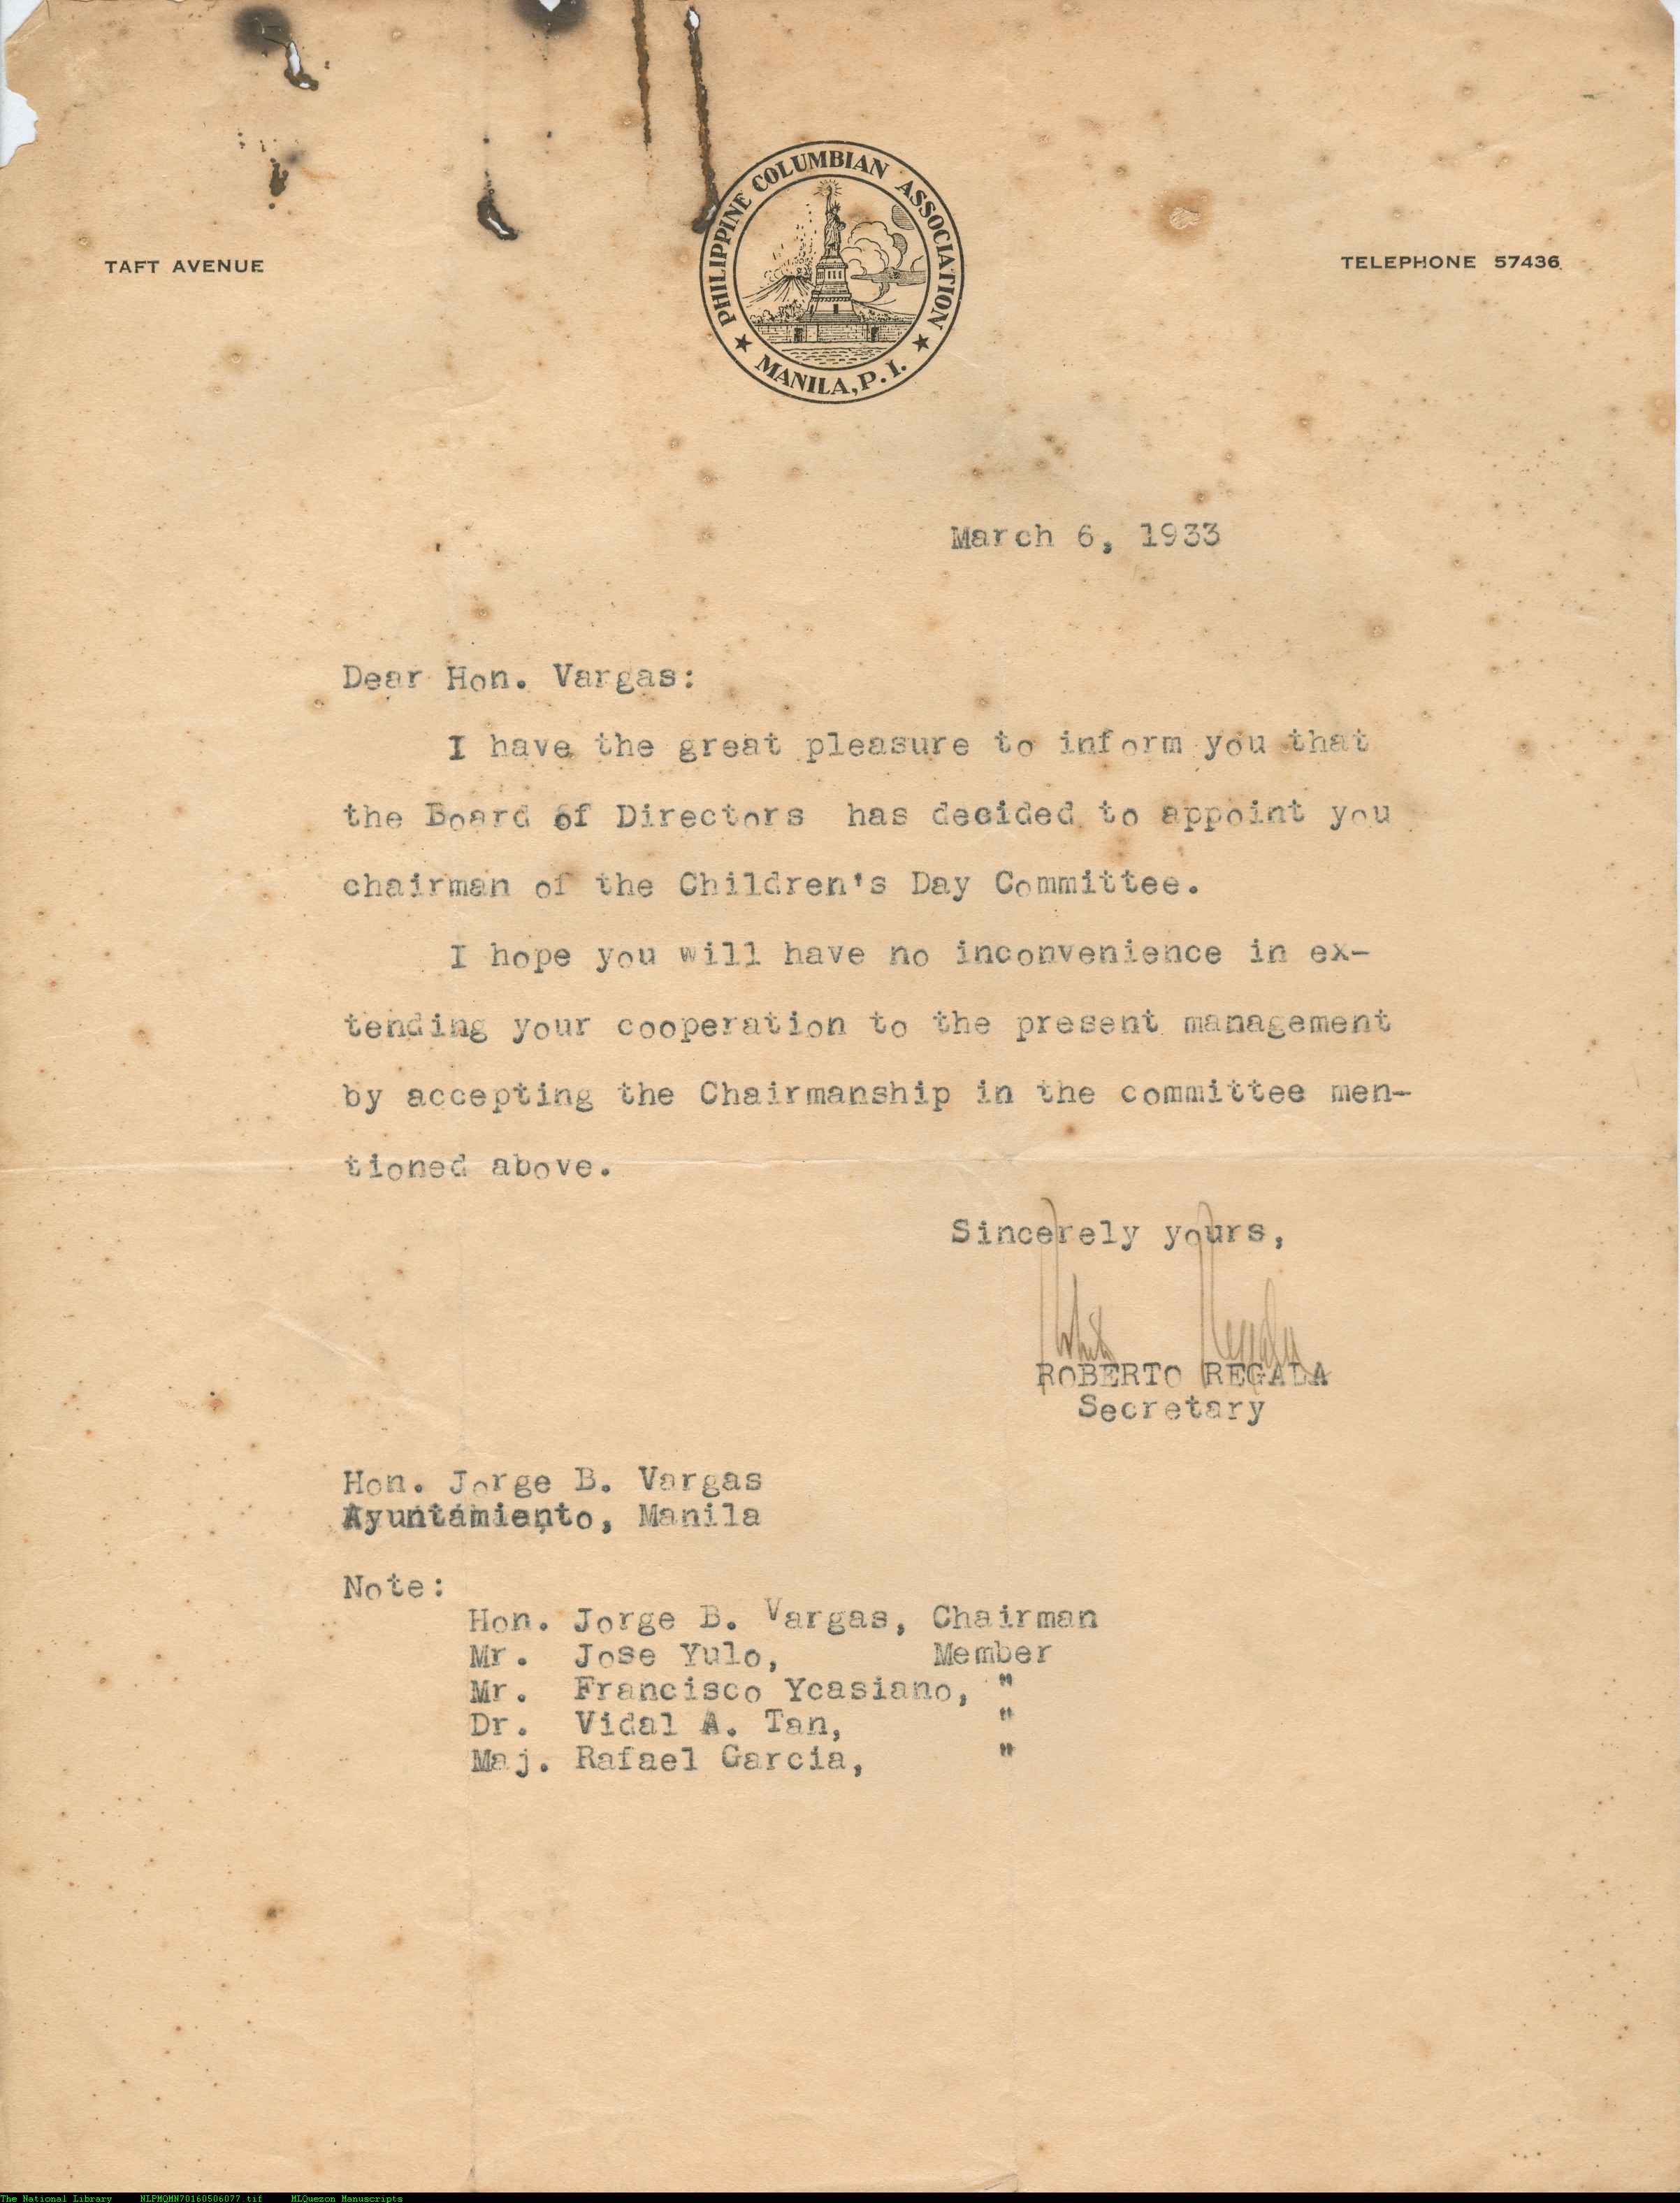 PHILIPPINE COLUMBIAN ASSOCIATION
★ MANILA, P. I. ★
TAFT AVENUE
TELEPHONE 57436
March 6, 1933
Dear Hon. Vargas:
I have the great pleasure to inform you that
the Board of Directors has decided to appoint you
chairman of the Children's Day Committee.
I hope you will have no inconvenience in ex-
tending your cooperation to the present management
by accepting the Chairmanship in the committee men-
tioned above.
Sincerely yours,
Roberto Regala
ROBERTO REGALA
Secretary
Hon. Jorge B. Vargas
Ayuntamiento, Manila
Note:
Hon. Jorge B. Vargas, Chairman
Mr. Jose Yulo, Member
Mr. Francisco Ycasiano, "
Dr. Vidal A. Tan, "
Maj. Rafael Garcia, "
The National Library NLPMQMN70160506077.tif MLQuezon Manuscripts